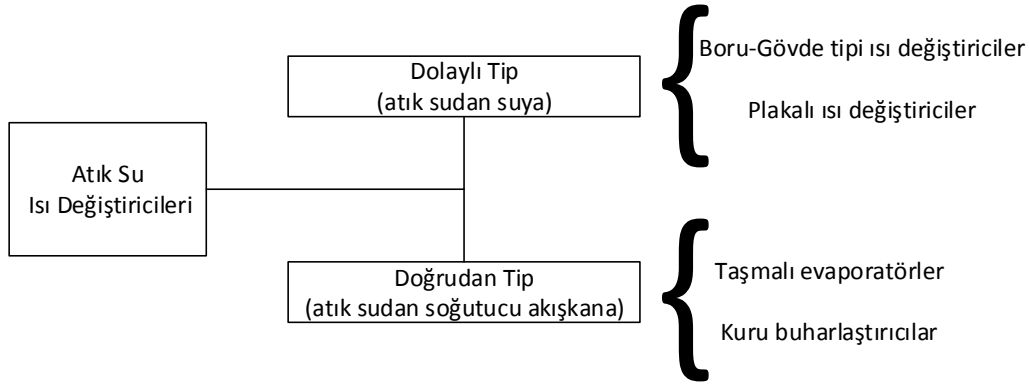 Atık Su
Isı Değiştiricileri
Dolaylı Tip
(atık sudan suya)
Boru-Gövde tipi ısı değiştiriciler
Plakalı ısı değiştiriciler
Doğrudan Tip
(atık sudan soğutucu akışkana)
Taşmalı evaporatörler
Kuru buharlaştırıcılar